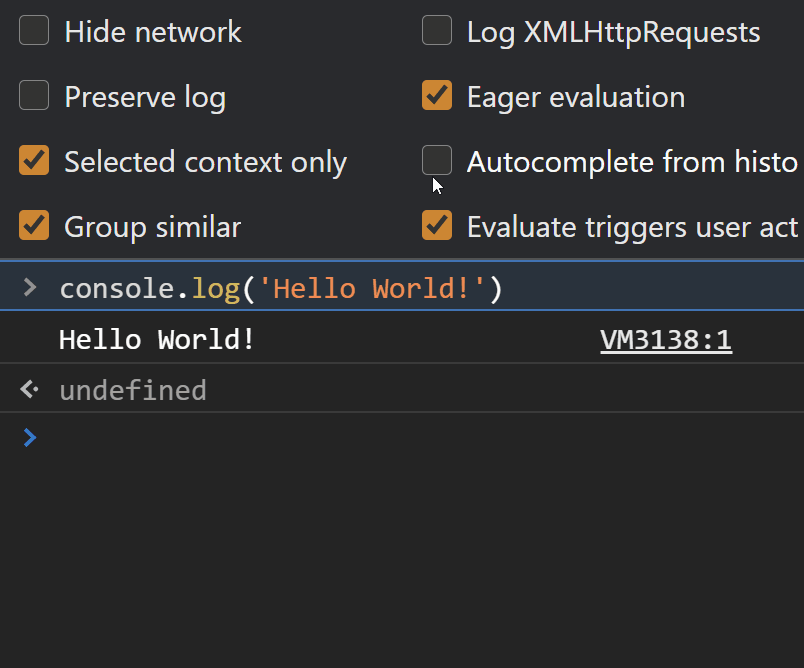 Hide network
Log XMLHttpRequests
Preserve log
Eager evaluation
Selected context only
Autocomplete from histo
Group similar
Evaluate triggers user act
console.log('Hello World!')
Hello World! VM3138:1
undefined